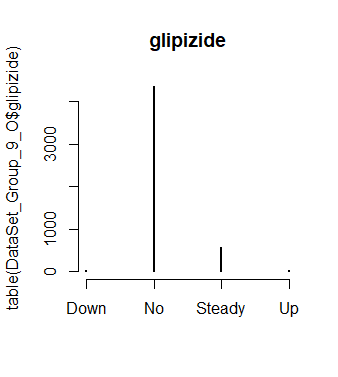 glipizide
table(DataSet_Group_9_O$glipizide)
3000
1000
0
Down No Steady Up